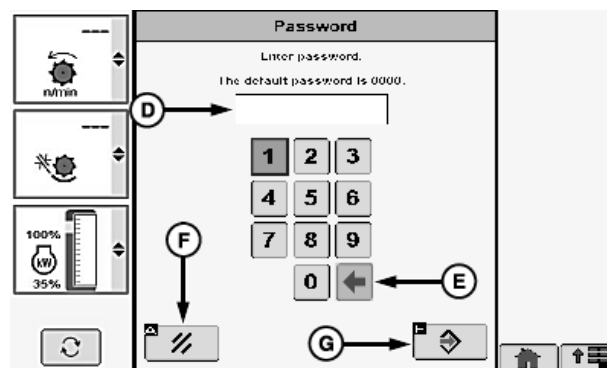 Password
Enter password.
The default password is 0000.
---
n/min
---
100%
kW
35%
D
1 2 3
4 5 6
7 8 9
0
E
F
G